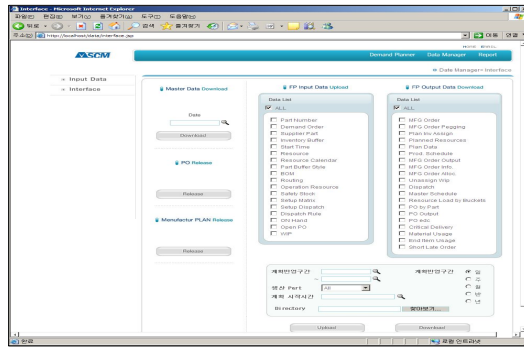 Interface - Microsoft Internet Explorer
파일(F) 편집(E) 보기(V) 즐겨찾기(A) 도구(T) 도움말(H)
뒤로 검색 즐겨찾기
주소(D) http://localhost/data/interface.jsp 이동 연결
SCM
Demand Planner Data Manager Report
Date Manager> Interface
Input Data
Interface
Master Data Download
Date
Download
PO Release
Release
Manufactur PLAN Release
Release
FP Input Data Upload
Data List
ALL
Part Number
Demand Order
Supplier Part
Inventory Buffer
Start Time
Resource
Resource Calendar
Part Buffer Style
BOM
Routing
Operation Resource
Safety Stock
Setup Matrix
Setup Dispatch
Dispatch Rule
ON Hand
Open PO
WIP
FP Output Data Download
Data List
ALL
MFG Order
MFG Order Pegging
Plan Inv Assign
Planned Resources
Plan Data
Prod. Schedule
MFG Order Output
MFG Order Info.
MFG Order Alloc.
Unassign Wip
Dispatch
Master Schedule
Resource Load by Buckets
PO by Part
PO Output
PO edc
Critical Delivery
Material Usage
End Item Usage
Short Late Order
계획반영구간
~
계획반영구간
일
주
월
반
년
생산 Part All
계획 시작시간
Directory 찾아보기...
Upload Download
완료 로컬 인트라넷